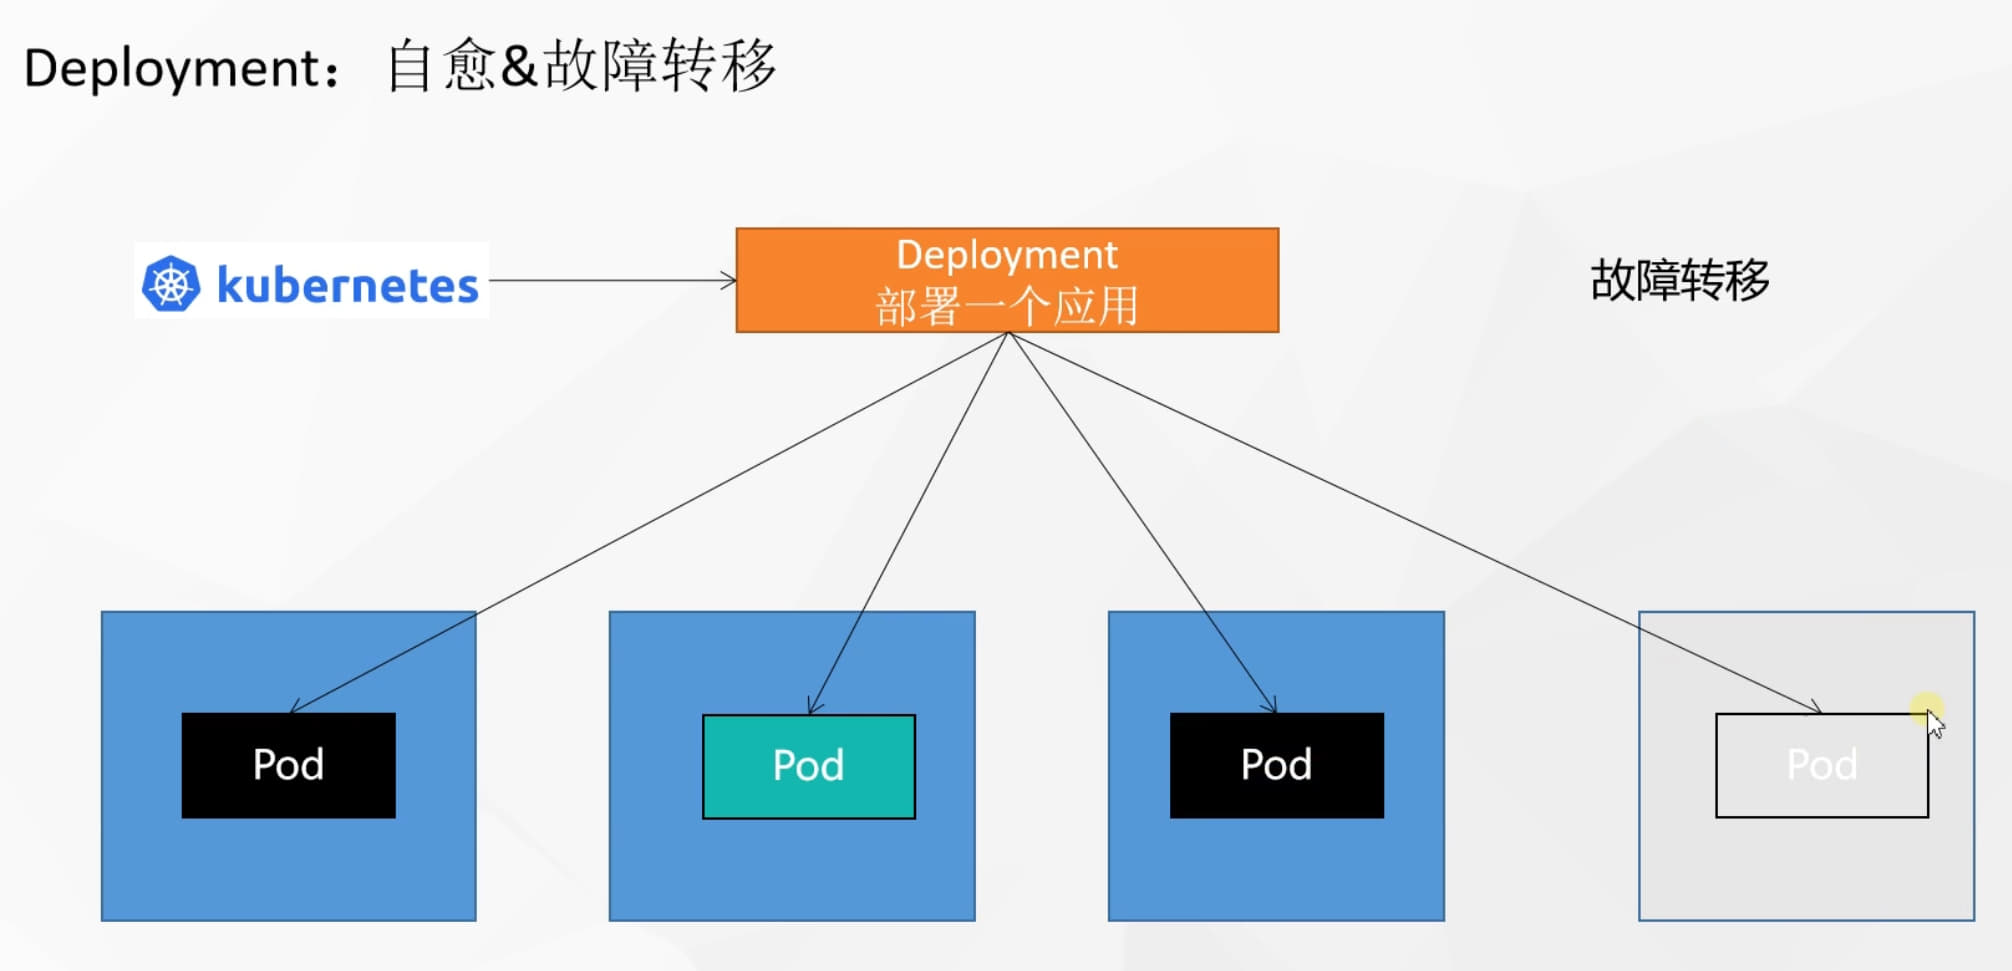 Deployment： 自愈&故障转移
kubernetes
Deployment
部署一个应用
故障转移
Pod
Pod
Pod
Pod